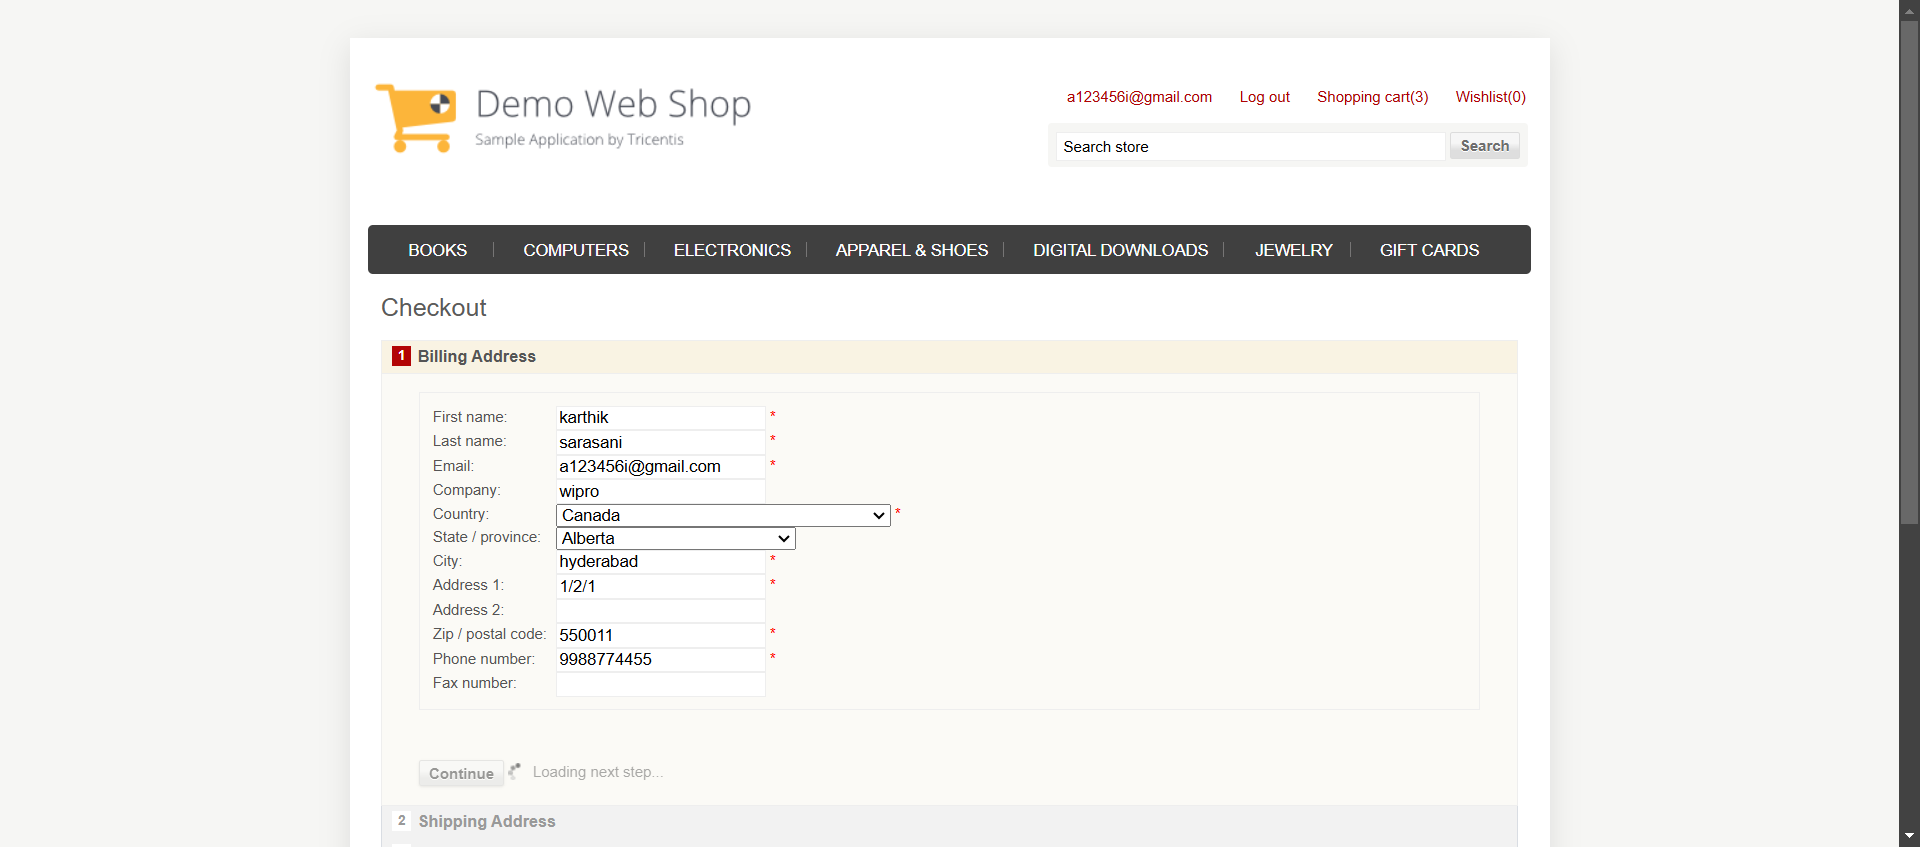 Demo Web Shop
Sample Application by Tricentis
a123456i@gmail.com Log out Shopping cart(3) Wishlist(0)
Search store Search
BOOKS COMPUTERS ELECTRONICS APPAREL & SHOES DIGITAL DOWNLOADS JEWELRY GIFT CARDS
Checkout
1 Billing Address
First name: karthik *
Last name: sarasani *
Email: a123456i@gmail.com *
Company: wipro
Country: Canada *
State / province: Alberta
City: hyderabad *
Address 1: 1/2/1 *
Address 2:
Zip / postal code: 550011 *
Phone number: 9988774455 *
Fax number:
Continue Loading next step...
2 Shipping Address